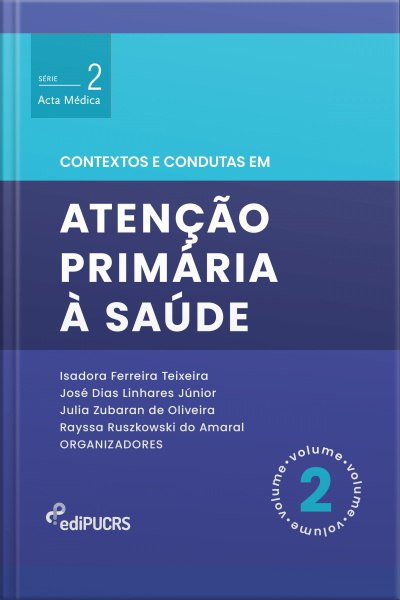 SÉRIE 2
Acta Médica
CONTEXTOS E CONDUTAS EM
ATENÇÃO
PRIMÁRIA
À SAÚDE
Isadora Ferreira Teixeira
José Dias Linhares Júnior
Julia Zubaran de Oliveira
Rayssa Ruszkowski do Amaral
ORGANIZADORES
volume•volume•volume•volume•
2
ediPUCRS